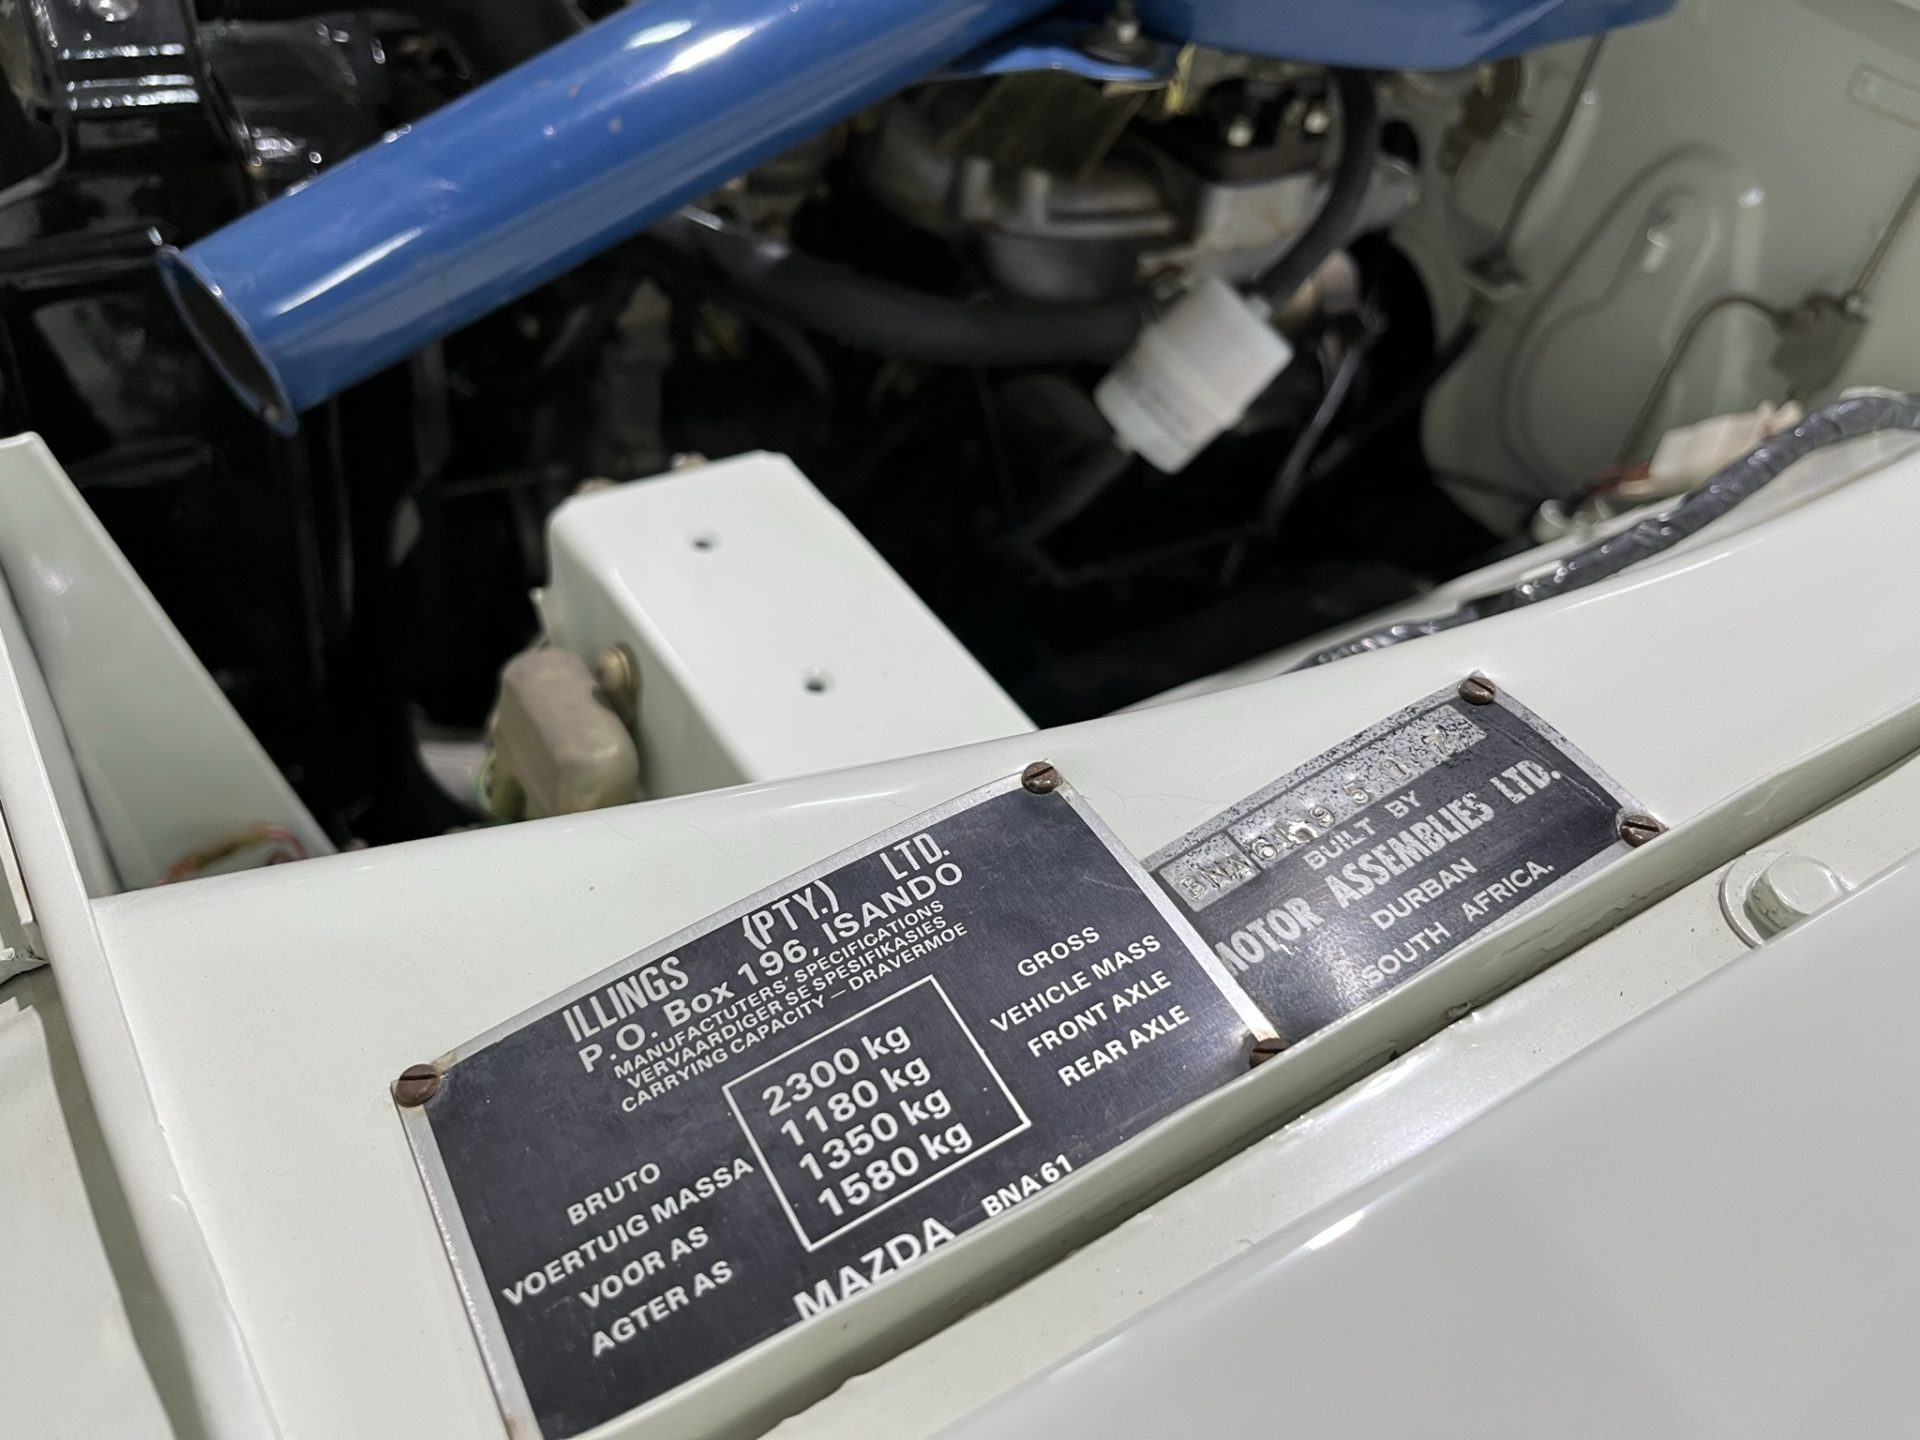 ILLINGS (PTY.) LTD.
P.O. Box 196, ISANDO
MANUFACTUTERS' SPECIFICATIONS
VERVAARDIGER SE SPESIFIKASIES
CARRYING CAPACITY — DRAVERMOE
BRUTO
VOERTUIG MASSA
VOOR AS
AGTER AS
2300 kg
1180 kg
1350 kg
1580 kg
GROSS
VEHICLE MASS
FRONT AXLE
REAR AXLE
MAZDA BNA 61
BNA
BUILT BY
MOTOR ASSEMBLIES LTD.
DURBAN
SOUTH AFRICA.